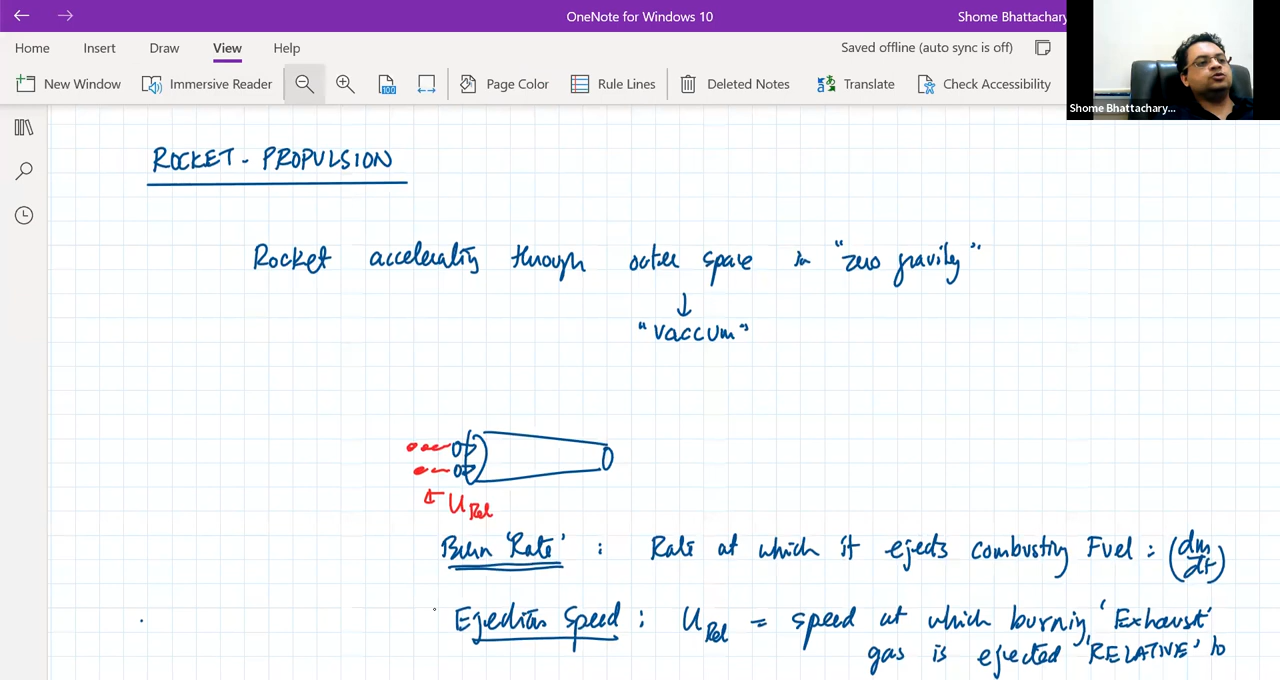 OneNote for Windows 10
Shome Bhattachary
Home Insert Draw View Help
Saved offline (auto sync is off)
New Window Immersive Reader Page Color Rule Lines Deleted Notes Translate Check Accessibility
100
Shome Bhattachary...
ROCKET - PROPULSION
Rocket accelerating through outer space in "zero gravity"
"VACCUM"
URel
Burn 'Rate' : Rate at which it ejects combusting Fuel : (dm/dt)
Ejection Speed : URel = speed at which burning 'Exhaust'
gas is ejected 'RELATIVE' to